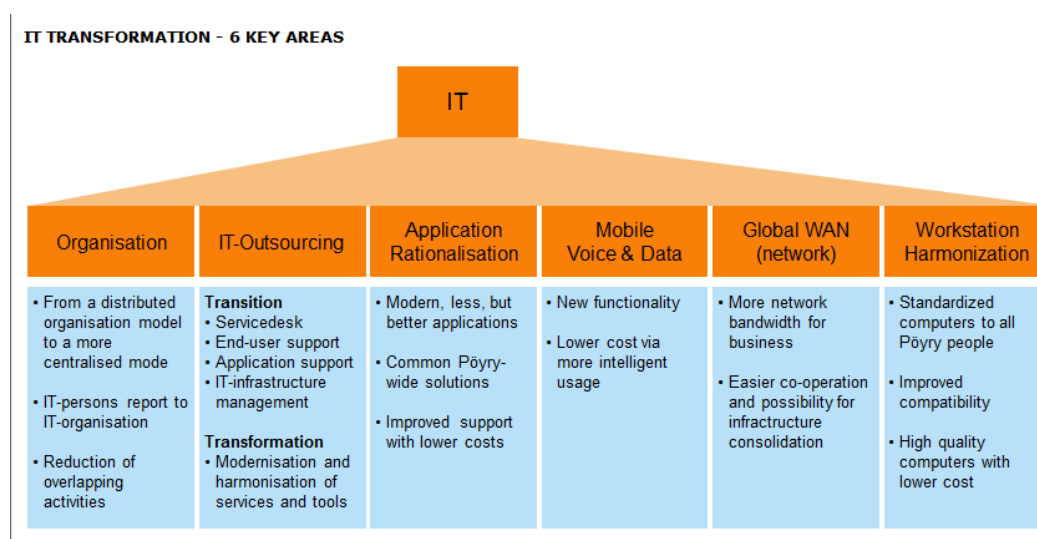 IT TRANSFORMATION - 6 KEY AREAS
IT
Organisation
• From a distributed
organisation model
to a more
centralised mode
• IT-persons report to
IT-organisation
• Reduction of
overlapping
activities
IT-Outsourcing
Transition
• Servicedesk
• End-user support
• Application support
• IT-infrastructure
management
Transformation
• Modernisation and
harmonisation of
services and tools
Application
Rationalisation
• Modern, less, but
better applications
• Common Pöyry-
wide solutions
• Improved support
with lower costs
Mobile
Voice & Data
• New functionality
• Lower cost via
more intelligent
usage
Global WAN
(network)
• More network
bandwidth for
business
• Easier co-operation
and possibility for
infractructure
consolidation
Workstation
Harmonization
• Standardized
computers to all
Pöyry people
• Improved
compatibility
• High quality
computers with
lower cost